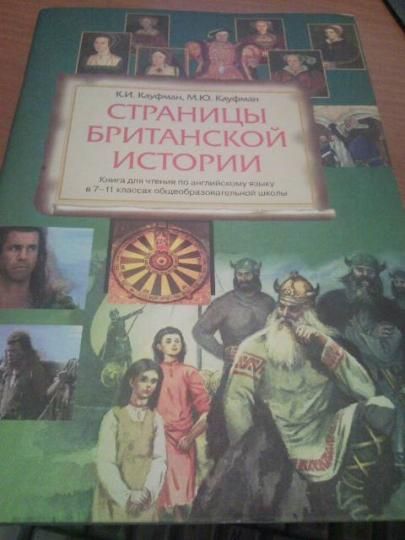 К.И. Кауфман, М.Ю. Кауфман
СТРАНИЦЫ
БРИТАНСКОЙ
ИСТОРИИ
Книга для чтения по английскому языку
в 7–11 классах общеобразовательной школы